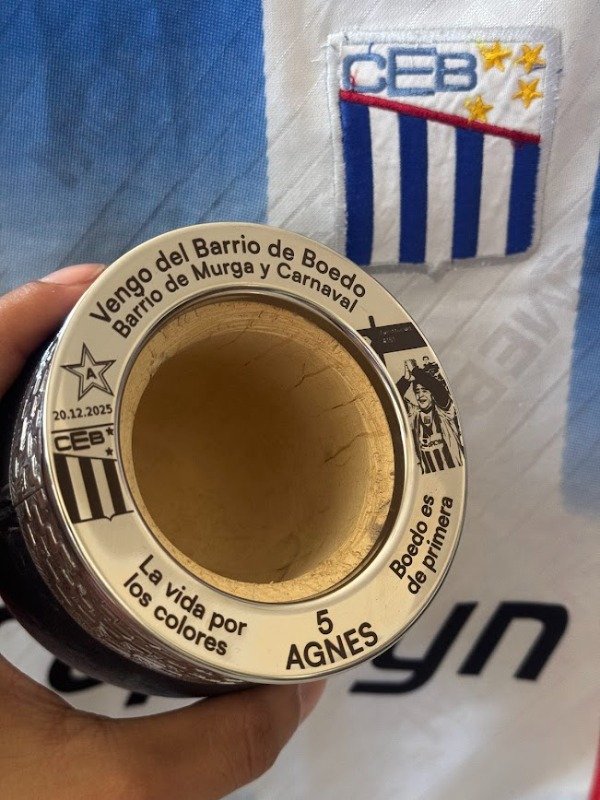 CEB
Vengo del Barrio de Boedo
Barrio de Murga y Carnaval
A
20.12.2025
CEB
La vida por
los colores
5
AGNES
Boedo es
de primera
yn